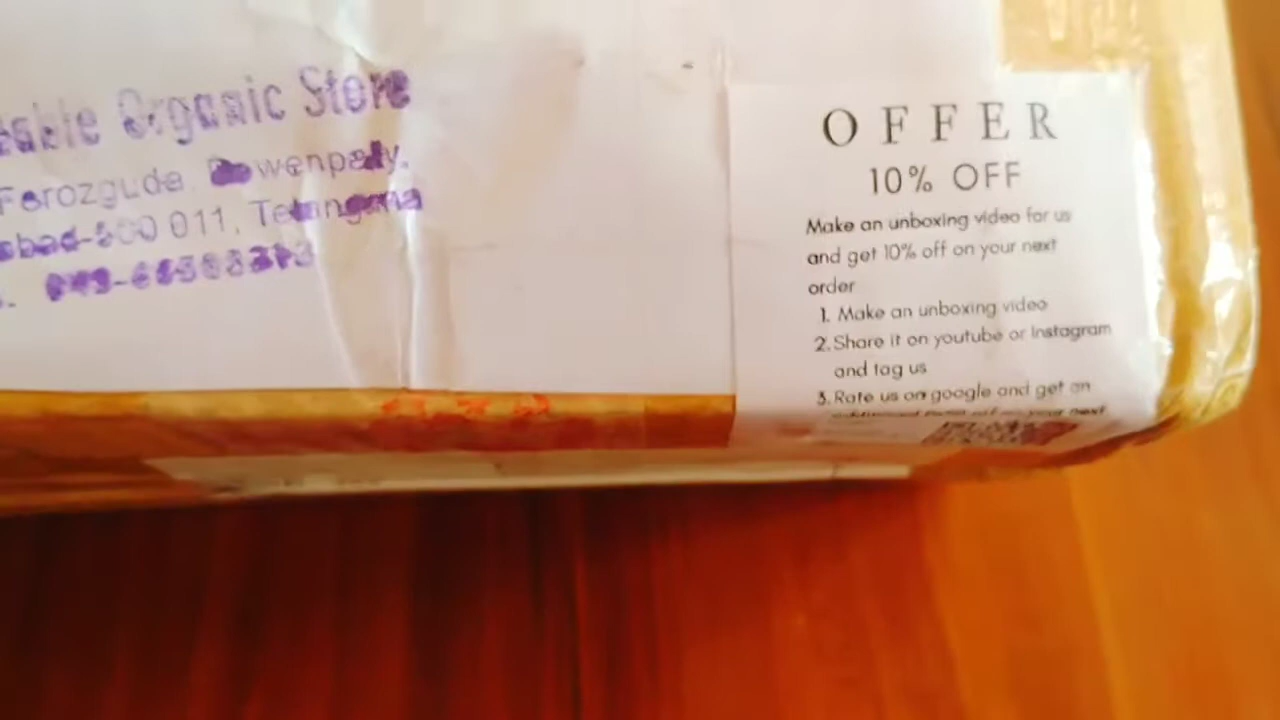 Organic Store
Ferozguda, Bowenpally,
011, Telangana
OFFER
10% OFF
Make an unboxing video for us
and get 10% off on your next
order
1. Make an unboxing video
2. Share it on youtube or Instagram
and tag us
3. Rate us on google and get an